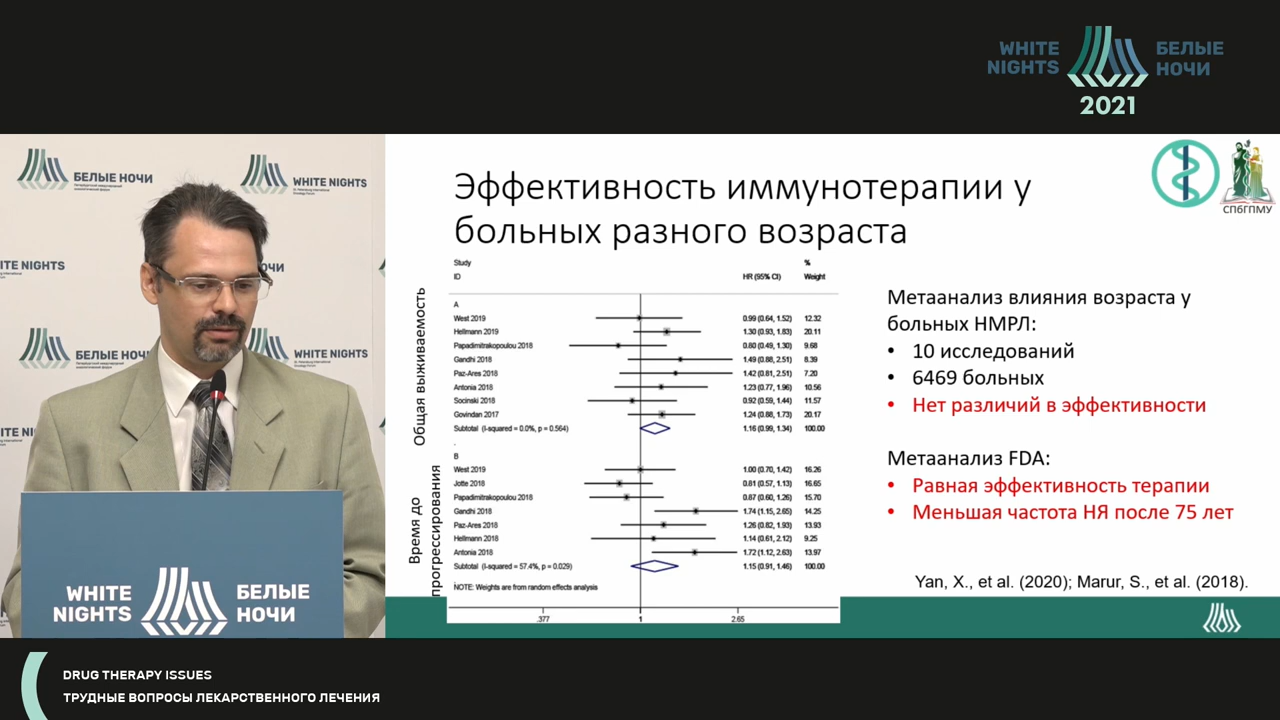 WHITE
NIGHTS
БЕЛЫЕ
НОЧИ
2021
БЕЛЫЕ НОЧИ
WHITE NIGHTS
WHITE NIGHTS
НОЧИ
БЕЛЫЕ НОЧИ
WHITE NIGHTS
WHITE
NIGHTS
БЕЛЫЕ
НОЧИ
СПбГПМУ
Эффективность иммунотерапии у
больных разного возраста
Study
ID
HR (95% CI)
%
Weight
Общая выживаемость
A
West 2019 0.99 (0.64, 1.52) 12.32
Hellmann 2019 1.30 (0.93, 1.83) 20.11
Papadimitrakopoulou 2018 0.80 (0.49, 1.30) 9.68
Gandhi 2018 1.49 (0.88, 2.51) 8.39
Paz-Ares 2018 1.42 (0.81, 2.51) 7.20
Antonia 2018 1.23 (0.77, 1.96) 10.56
Socinski 2018 0.92 (0.59, 1.44) 11.57
Govindan 2017 1.24 (0.88, 1.73) 20.17
Subtotal (I-squared = 0.0%, p = 0.564) 1.16 (0.99, 1.34) 100.00
.
Время до
прогрессирования
B
West 2019 1.00 (0.70, 1.42) 16.26
Jotte 2018 0.81 (0.57, 1.13) 16.65
Papadimitrakopoulou 2018 0.87 (0.60, 1.26) 15.70
Gandhi 2018 1.74 (1.15, 2.65) 14.25
Paz-Ares 2018 1.26 (0.82, 1.93) 13.93
Hellmann 2018 1.14 (0.61, 2.12) 9.25
Antonia 2018 1.72 (1.12, 2.63) 13.97
Subtotal (I-squared = 57.4%, p = 0.029) 1.15 (0.91, 1.46) 100.00
.
NOTE: Weights are from random effects analysis
.377 1 2.65
Метаанализ влияния возраста у
больных НМРЛ:
• 10 исследований
• 6469 больных
• Нет различий в эффективности
Метаанализ FDA:
• Равная эффективность терапии
• Меньшая частота НЯ после 75 лет
Yan, X., et al. (2020); Marur, S., et al. (2018).
DRUG THERAPY ISSUES
ТРУДНЫЕ ВОПРОСЫ ЛЕКАРСТВЕННОГО ЛЕЧЕНИЯ